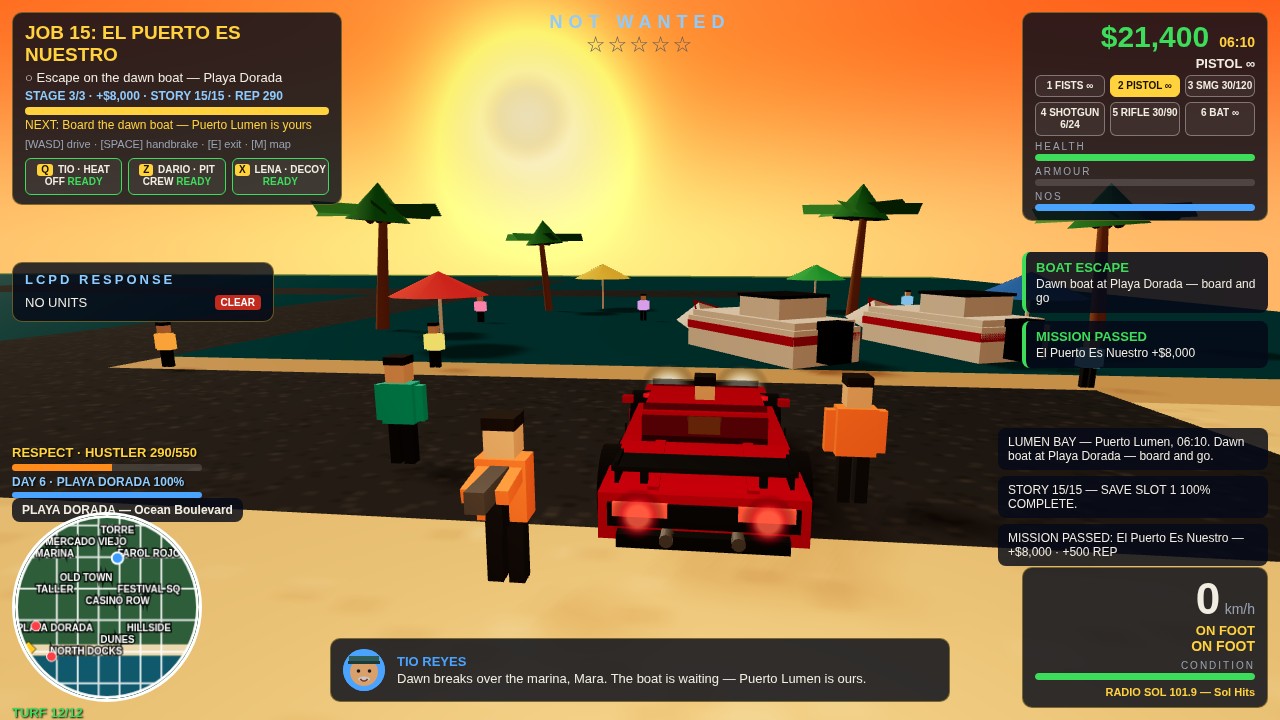 JOB 15: EL PUERTO ES
NUESTRO
○ Escape on the dawn boat — Playa Dorada
STAGE 3/3 · +$8,000 · STORY 15/15 · REP 290
NEXT: Board the dawn boat — Puerto Lumen is yours
[WASD] drive · [SPACE] handbrake · [E] exit · [M] map
Q TIO · HEAT
OFF READY
Z DARIO · PIT
CREW READY
X LENA · DECOY
READY
NOT WANTED
☆☆☆☆☆
$21,400 06:10
PISTOL ∞
1 FISTS ∞
2 PISTOL ∞
3 SMG 30/120
4 SHOTGUN
6/24
5 RIFLE 30/90
6 BAT ∞
HEALTH
ARMOUR
NOS
LCPD RESPONSE
NO UNITS CLEAR
BOAT ESCAPE
Dawn boat at Playa Dorada — board and
go
MISSION PASSED
El Puerto Es Nuestro +$8,000
LUMEN BAY — Puerto Lumen, 06:10. Dawn
boat at Playa Dorada — board and go.
STORY 15/15 — SAVE SLOT 1 100%
COMPLETE.
MISSION PASSED: El Puerto Es Nuestro —
+$8,000 · +500 REP
RESPECT · HUSTLER 290/550
DAY 6 · PLAYA DORADA 100%
PLAYA DORADA — Ocean Boulevard
TORRE
MERCADO VIEJO
MARINA
FAROL ROJO
OLD TOWN
TALLER
FESTIVAL SQ
CASINO ROW
PLAYA DORADA
HILLSIDE
DUNES
NORTH DOCKS
TURF 12/12
TIO REYES
Dawn breaks over the marina, Mara. The boat is waiting — Puerto Lumen is ours.
0 km/h
ON FOOT
ON FOOT
CONDITION
RADIO SOL 101.9 — Sol Hits